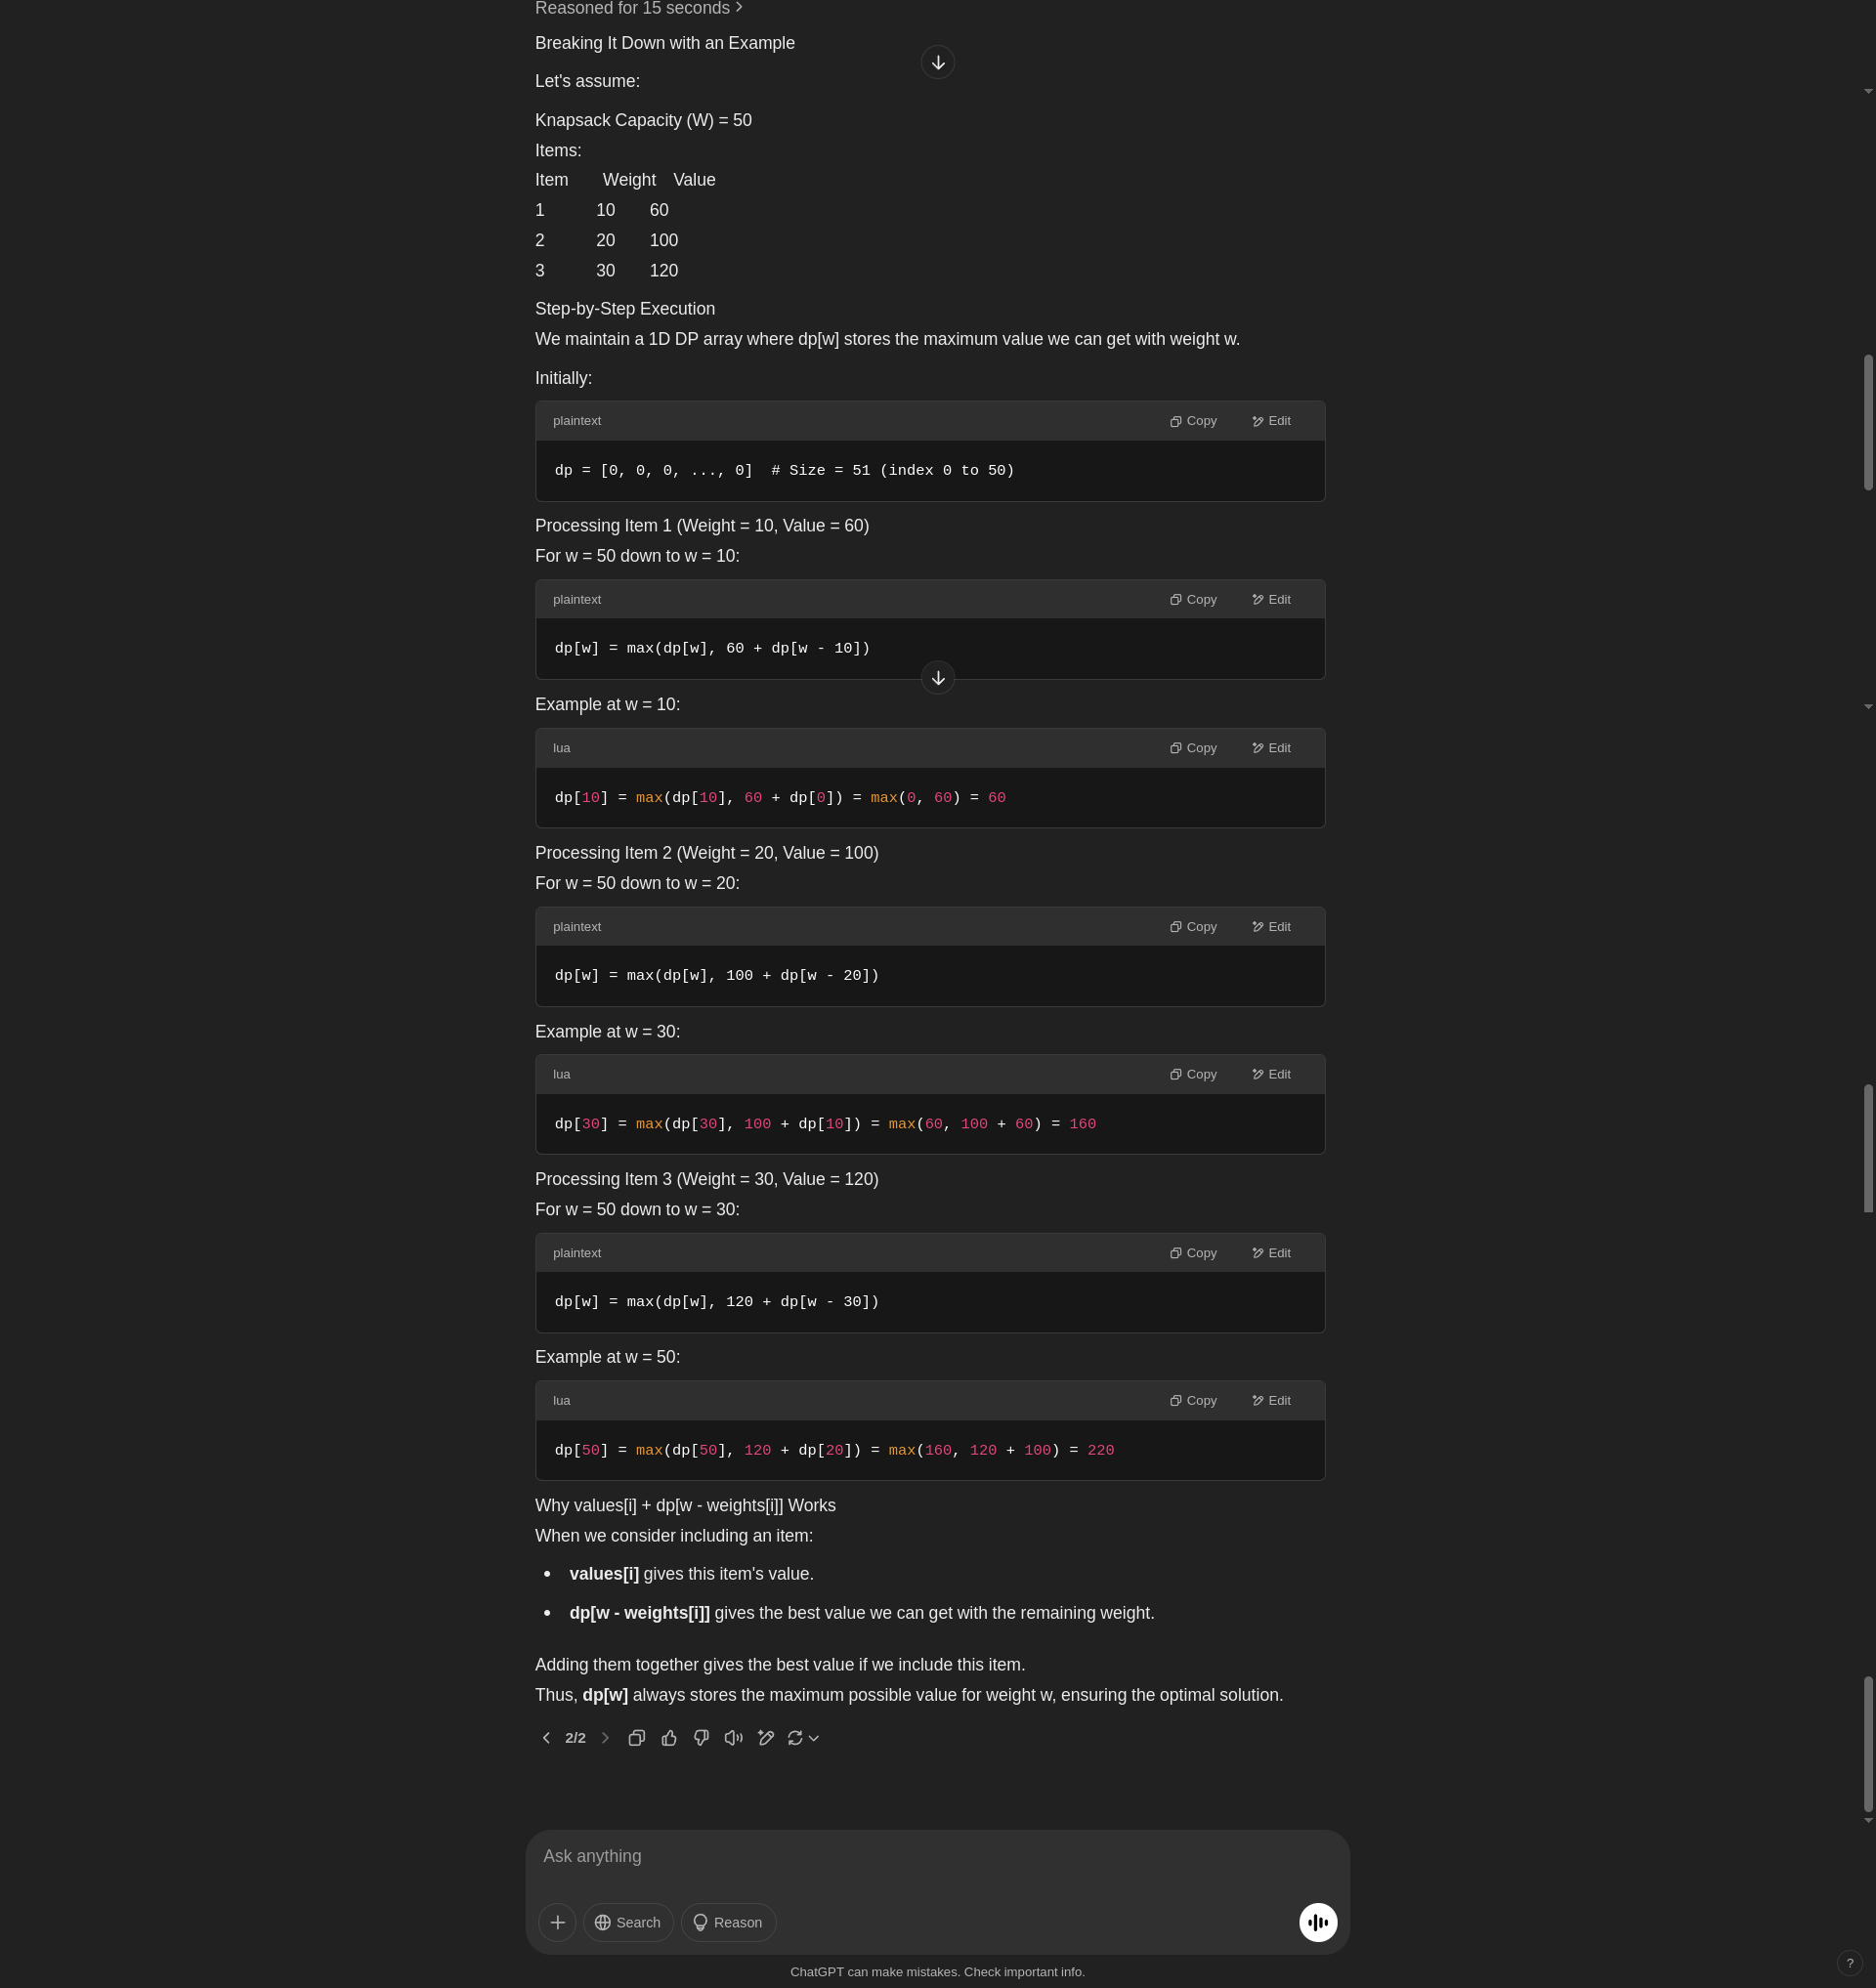 Reasoned for 15 seconds
Breaking It Down with an Example
Let's assume:
Knapsack Capacity (W) = 50
Items:
Item Weight Value
1 10 60
2 20 100
3 30 120
Step-by-Step Execution
We maintain a 1D DP array where dp[w] stores the maximum value we can get with weight w.
Initially:
plaintext Copy Edit
dp = [0, 0, 0, ..., 0]  # Size = 51 (index 0 to 50)
Processing Item 1 (Weight = 10, Value = 60)
For w = 50 down to w = 10:
plaintext Copy Edit
dp[w] = max(dp[w], 60 + dp[w - 10])
Example at w = 10:
lua Copy Edit
dp[10] = max(dp[10], 60 + dp[0]) = max(0, 60) = 60
Processing Item 2 (Weight = 20, Value = 100)
For w = 50 down to w = 20:
plaintext Copy Edit
dp[w] = max(dp[w], 100 + dp[w - 20])
Example at w = 30:
lua Copy Edit
dp[30] = max(dp[30], 100 + dp[10]) = max(60, 100 + 60) = 160
Processing Item 3 (Weight = 30, Value = 120)
For w = 50 down to w = 30:
plaintext Copy Edit
dp[w] = max(dp[w], 120 + dp[w - 30])
Example at w = 50:
lua Copy Edit
dp[50] = max(dp[50], 120 + dp[20]) = max(160, 120 + 100) = 220
Why values[i] + dp[w - weights[i]] Works
When we consider including an item:
• values[i] gives this item's value.
• dp[w - weights[i]] gives the best value we can get with the remaining weight.
Adding them together gives the best value if we include this item.
Thus, dp[w] always stores the maximum possible value for weight w, ensuring the optimal solution.
2/2
Ask anything
Search Reason
ChatGPT can make mistakes. Check important info.
?